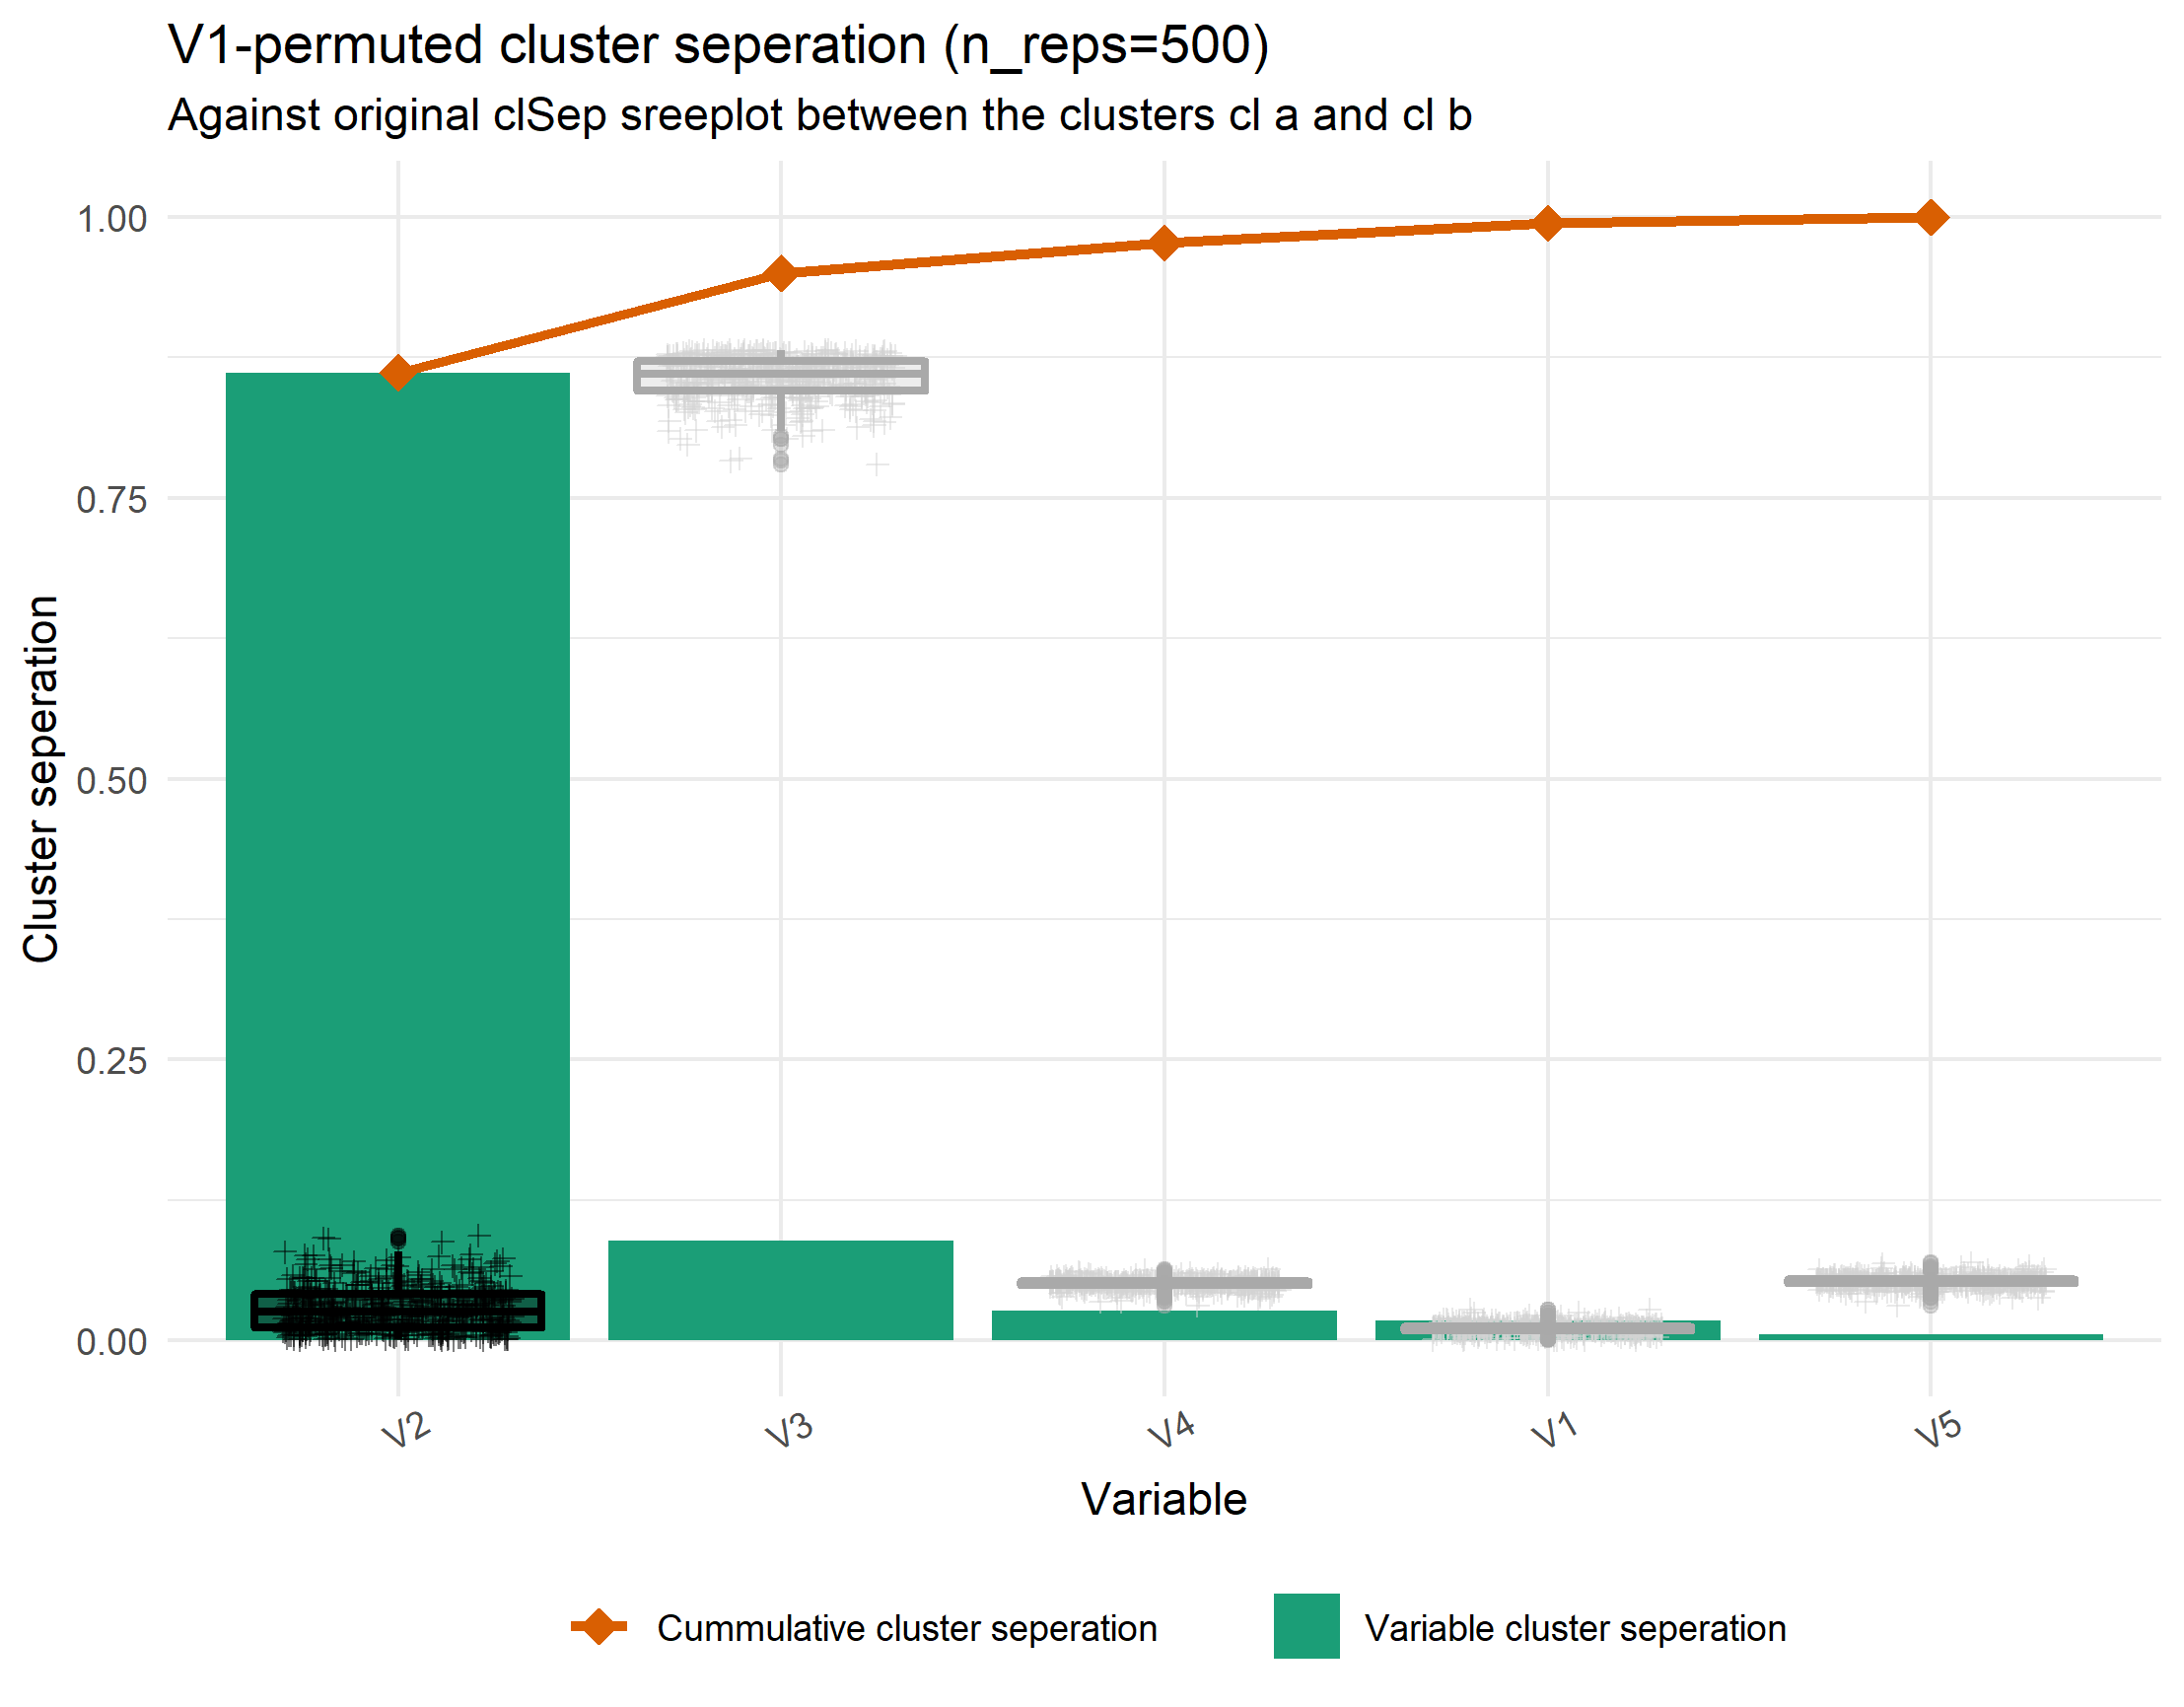 V1-permuted cluster seperation (n_reps=500)
Against original clSep sreeplot between the clusters cl a and cl b
Cluster seperation
1.00
0.75
0.50
0.25
0.00
V2
V3
V4
V1
V5
Variable
Cummulative cluster seperation
Variable cluster seperation